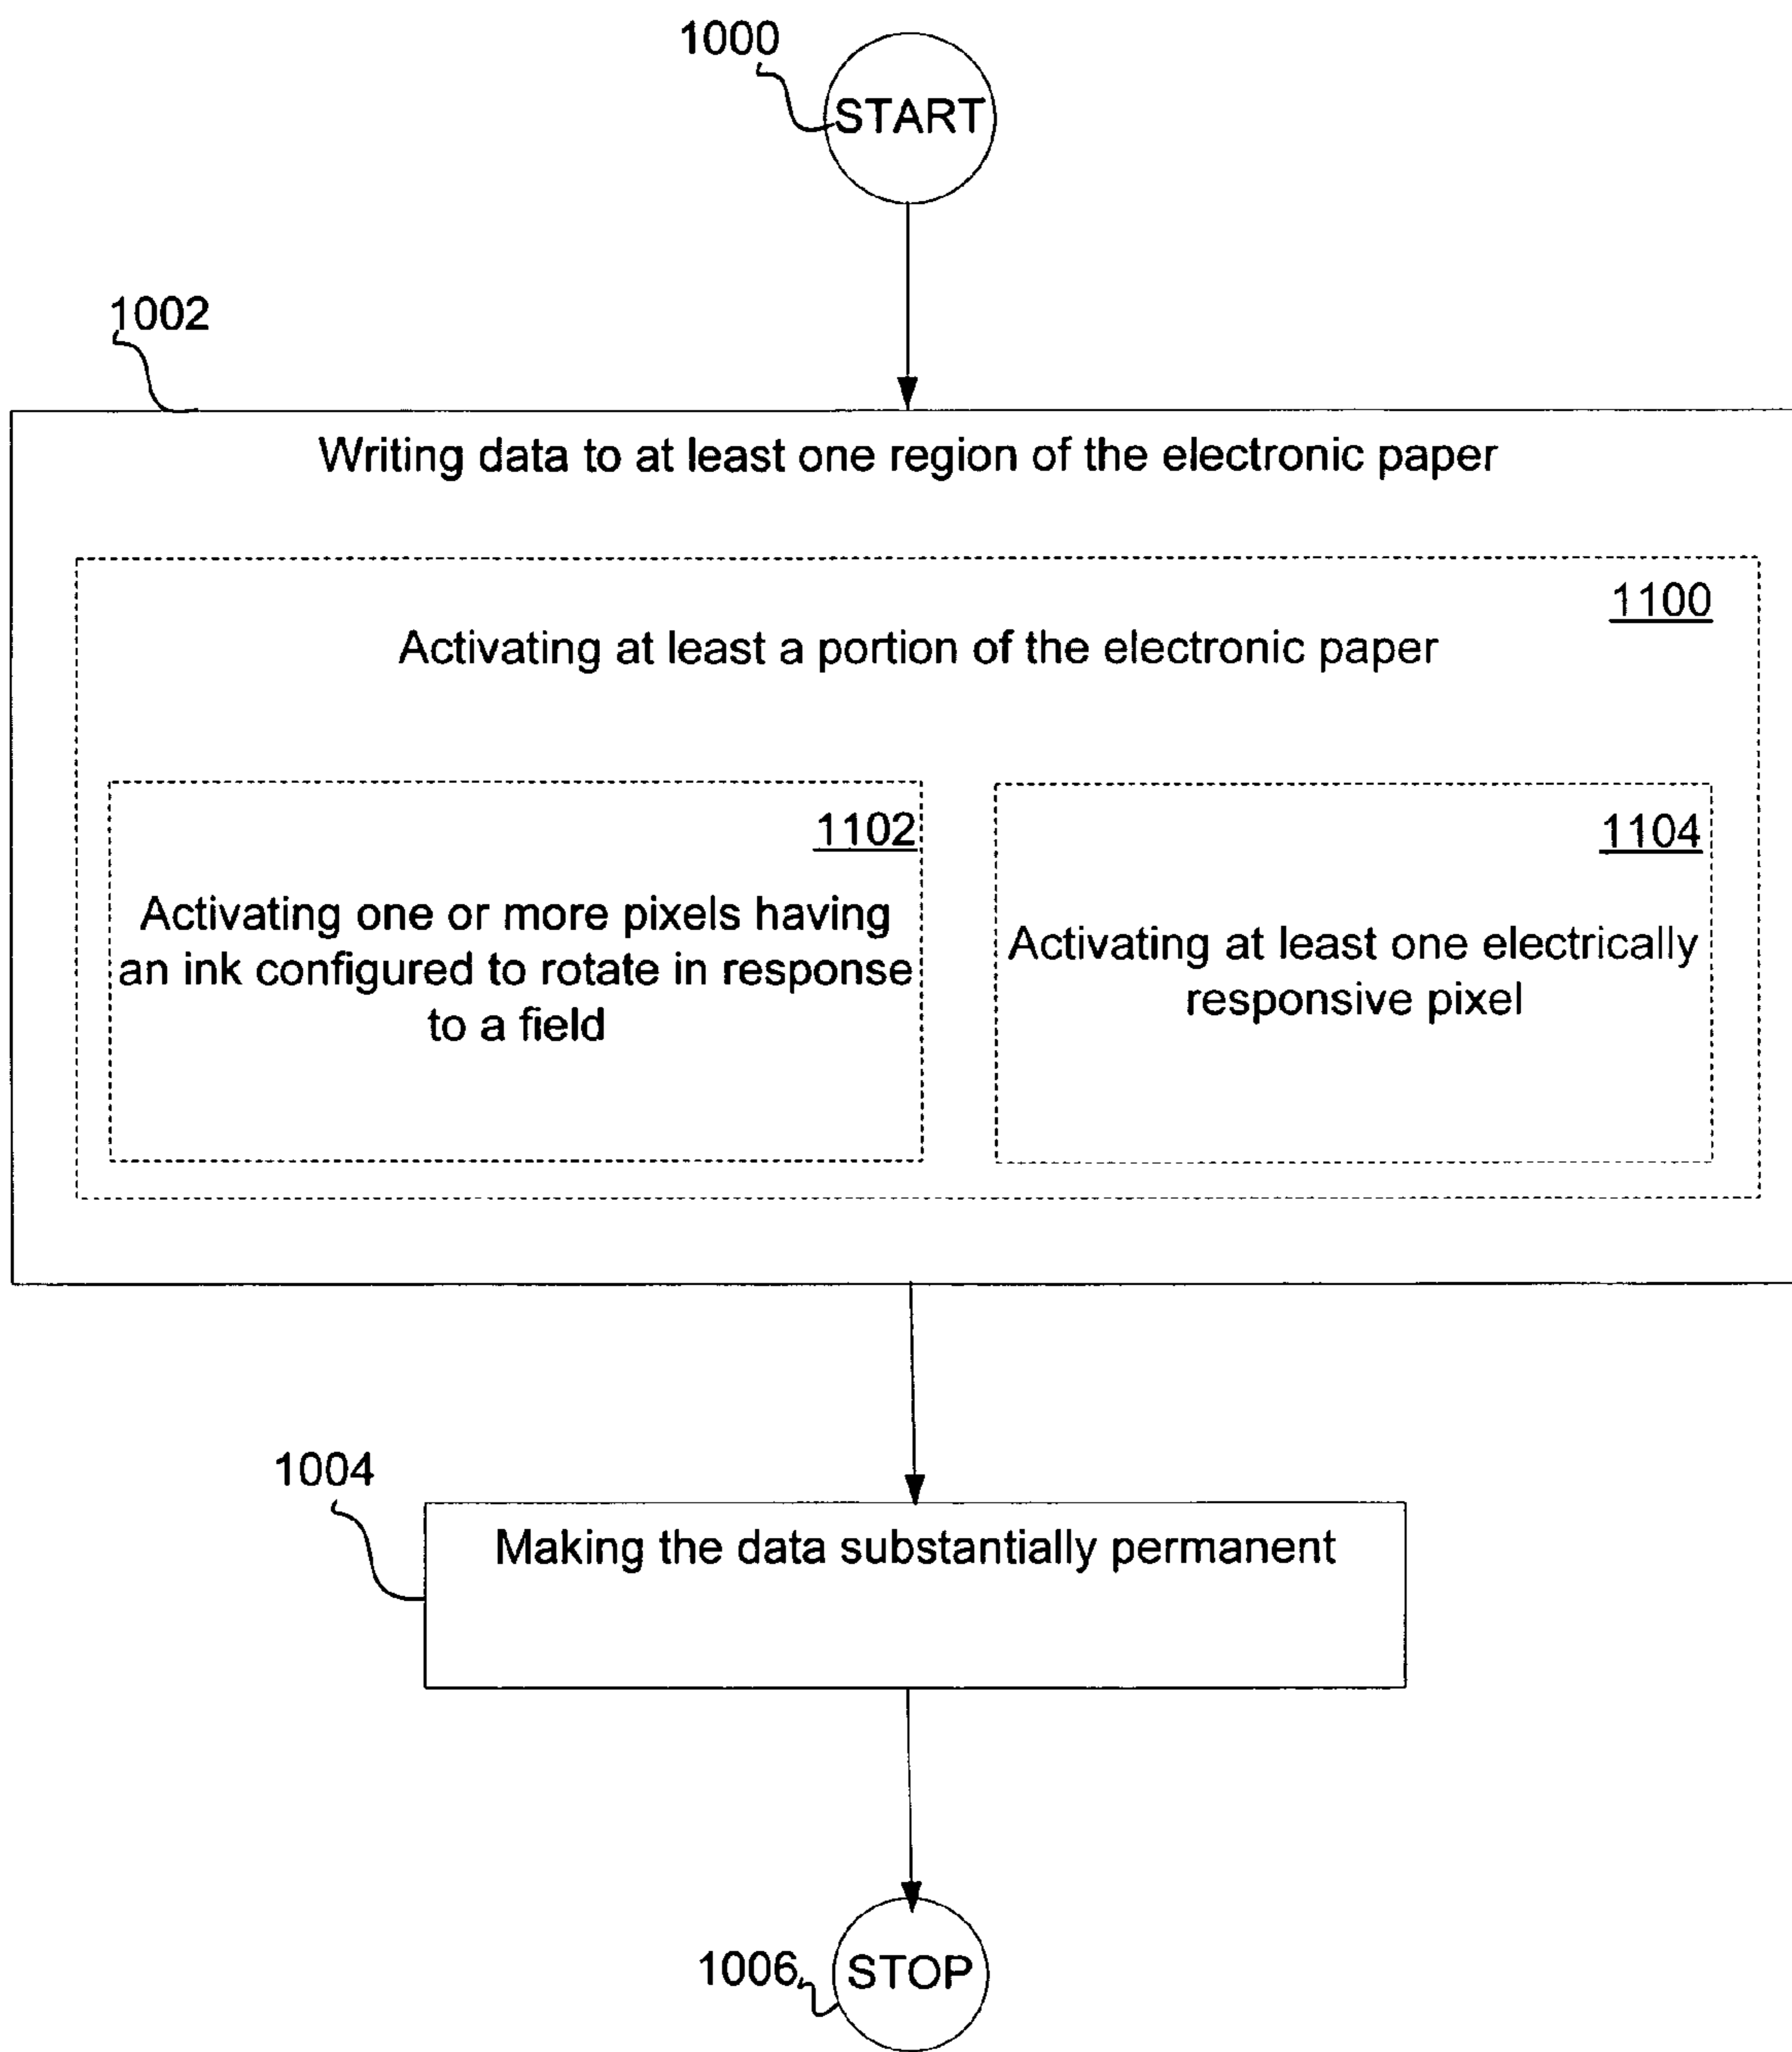 1000
START
1002
Writing data to at least one region of the electronic paper
1100
Activating at least a portion of the electronic paper
1102
Activating one or more pixels having
an ink configured to rotate in response
to a field
1104
Activating at least one electrically
responsive pixel
1004
Making the data substantially permanent
1006
STOP